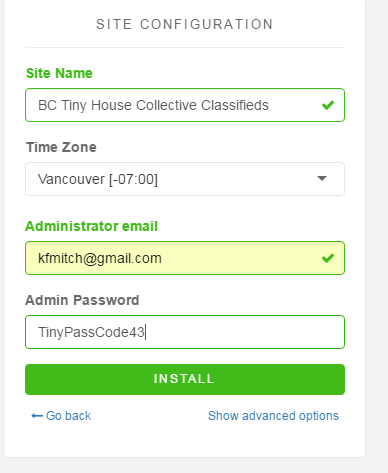 SITE CONFIGURATION
Site Name
BC Tiny House Collective Classifieds
Time Zone
Vancouver [-07:00]
Administrator email
kfmitch@gmail.com
Admin Password
TinyPassCode43
INSTALL
Go back Show advanced options